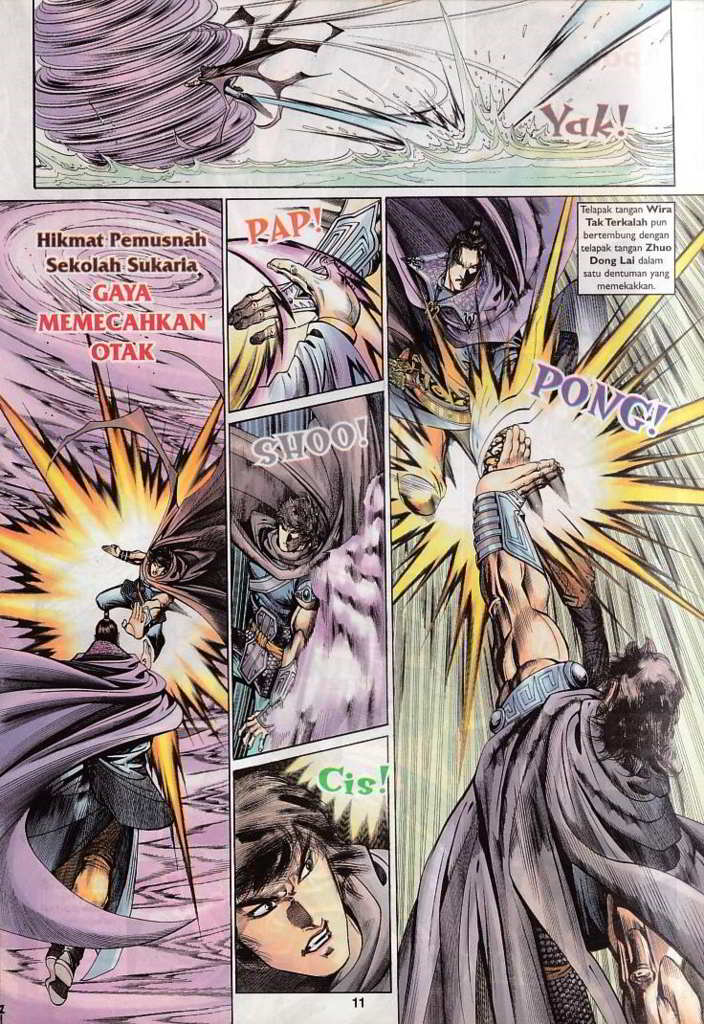 Yak!
Hikmat Pemusnah
Sekolah Sukaria,
GAYA
MEMECAHKAN
OTAK
PAP!
SHOO!
Cis!
Telapak tangan Wira
Tak Terkalah pun
bertembung dengan
telapak tangan Zhuo
Dong Lai dalam
satu dentuman yang
memekakkan.
PONG!
11